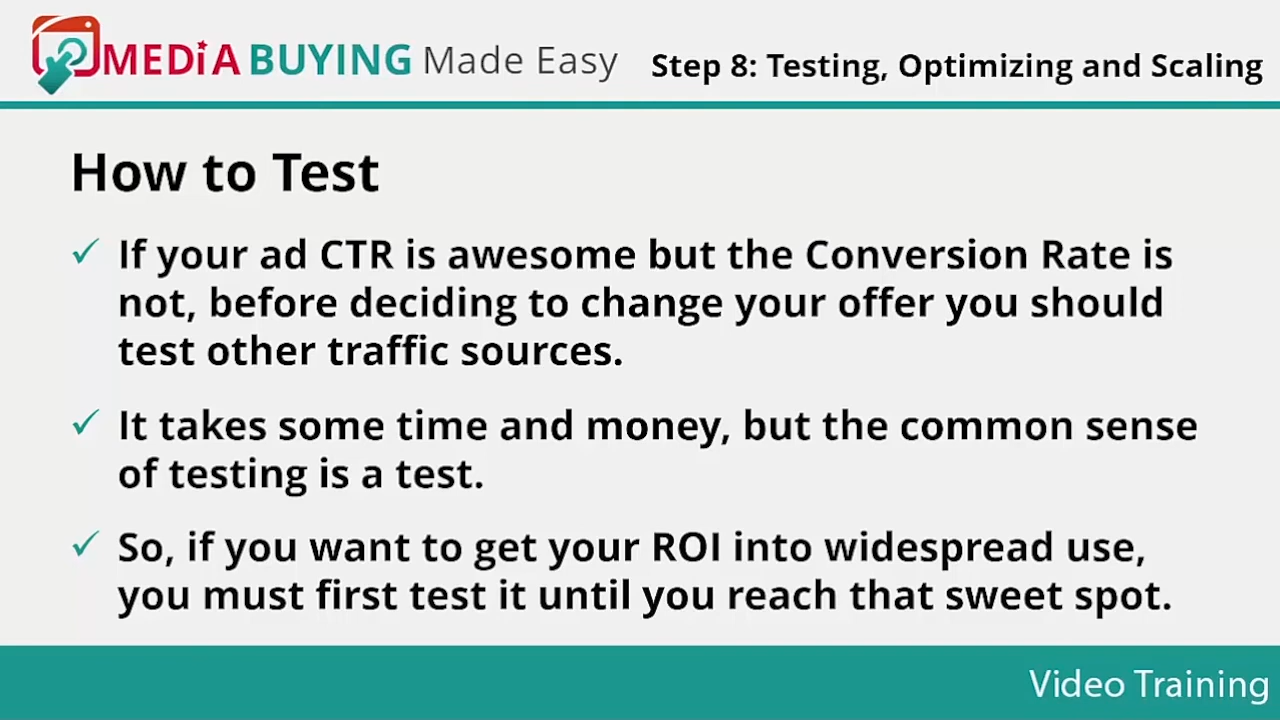 MEDiA BUYING Made Easy
Step 8: Testing, Optimizing and Scaling
How to Test
✓ If your ad CTR is awesome but the Conversion Rate is
not, before deciding to change your offer you should
test other traffic sources.
✓ It takes some time and money, but the common sense
of testing is a test.
✓ So, if you want to get your ROI into widespread use,
you must first test it until you reach that sweet spot.
Video Training